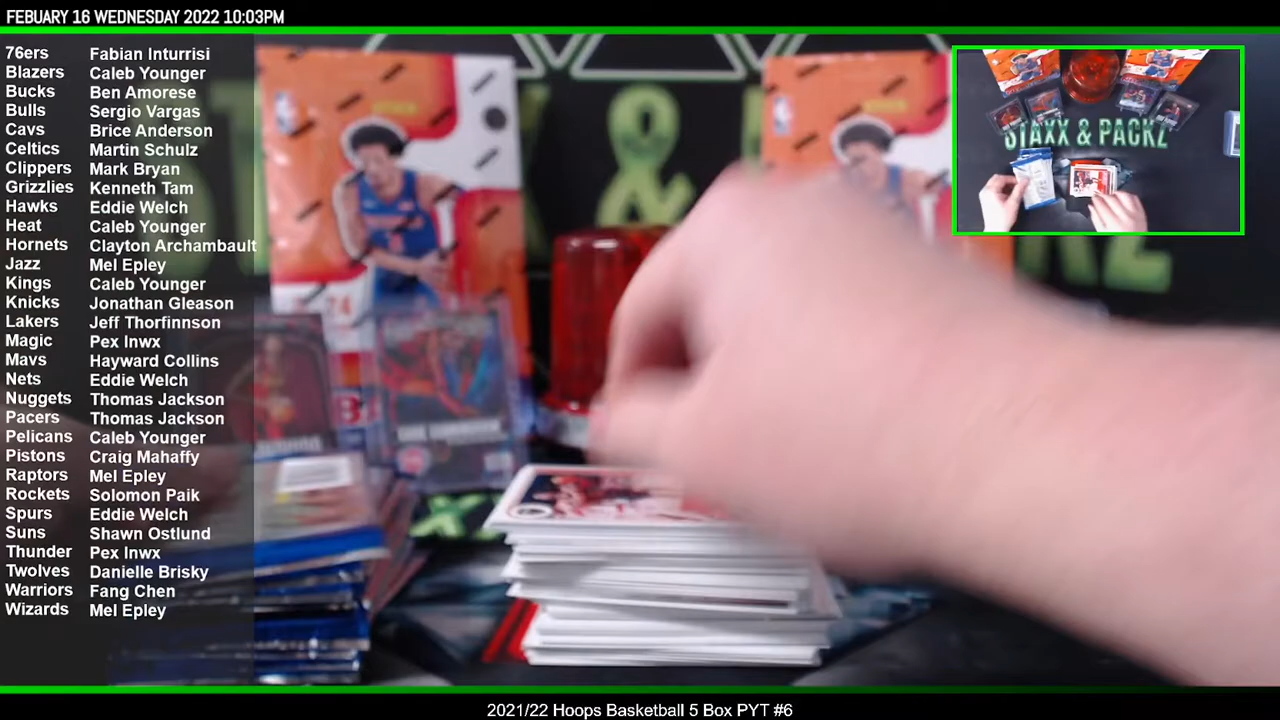 FEBUARY 16 WEDNESDAY 2022 10:03PM
76ers Fabian Inturrisi
Blazers Caleb Younger
Bucks Ben Amorese
Bulls Sergio Vargas
Cavs Brice Anderson
Celtics Martin Schulz
Clippers Mark Bryan
Grizzlies Kenneth Tam
Hawks Eddie Welch
Heat Caleb Younger
Hornets Clayton Archambault
Jazz Mel Epley
Kings Caleb Younger
Knicks Jonathan Gleason
Lakers Jeff Thorfinnson
Magic Pex Inwx
Mavs Hayward Collins
Nets Eddie Welch
Nuggets Thomas Jackson
Pacers Thomas Jackson
Pelicans Caleb Younger
Pistons Craig Mahaffy
Raptors Mel Epley
Rockets Solomon Paik
Spurs Eddie Welch
Suns Shawn Ostlund
Thunder Pex Inwx
Twolves Danielle Brisky
Warriors Fang Chen
Wizards Mel Epley
STAXX & PACKZ
2021/22 Hoops Basketball 5 Box PYT #6